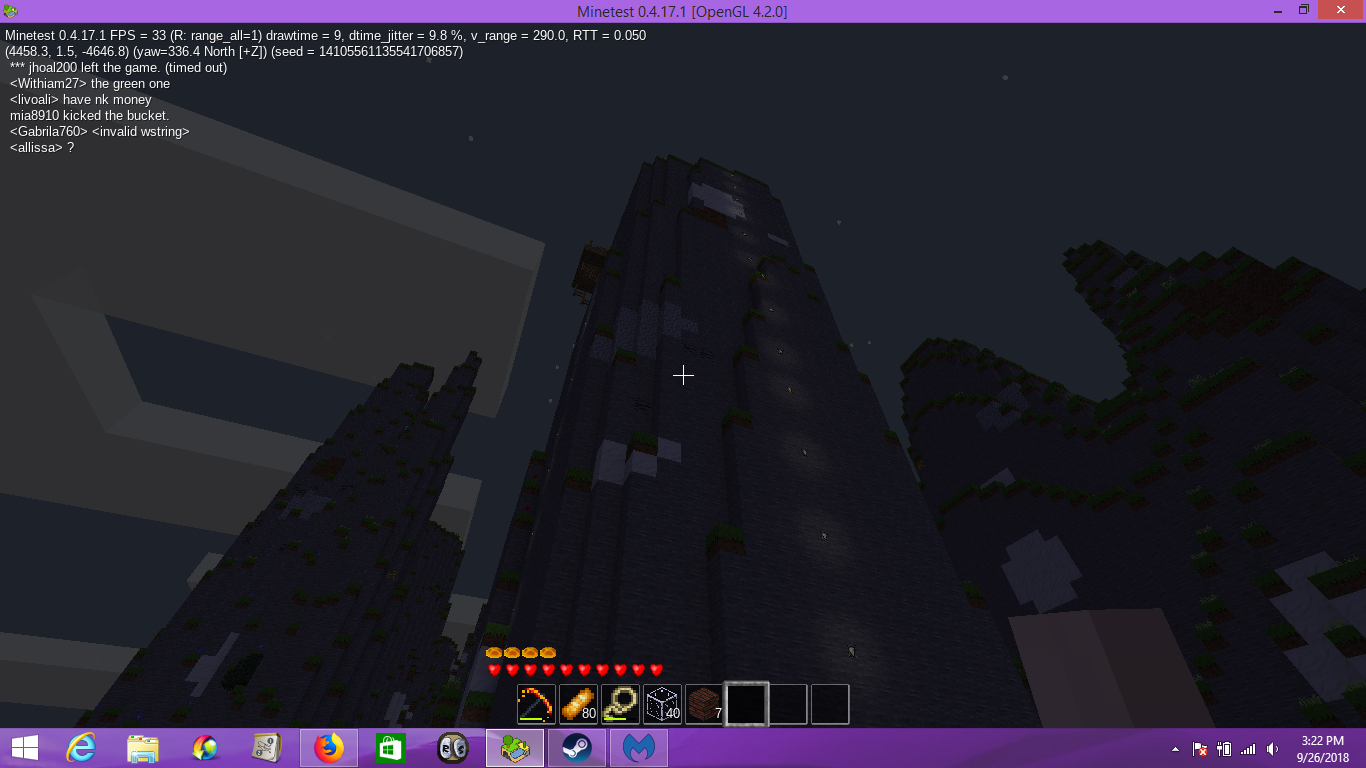 Minetest 0.4.17.1 [OpenGL 4.2.0]
Minetest 0.4.17.1 FPS = 33 (R: range_all=1) drawtime = 9, dtime_jitter = 9.8 %, v_range = 290.0, RTT = 0.050
(4458.3, 1.5, -4646.8) (yaw=336.4 North [+Z]) (seed = 14105561135541706857)
*** jhoal200 left the game. (timed out)
<Withiam27> the green one
<livoali> have nk money
mia8910 kicked the bucket.
<Gabrila760> <invalid wstring>
<allissa> ?
80 40 7
3:22 PM
9/26/2018